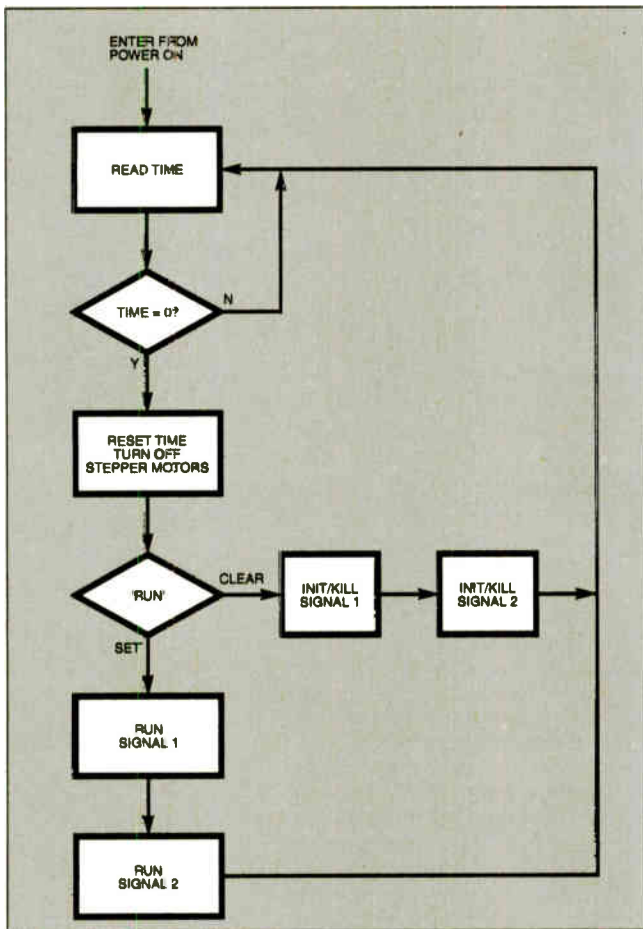 ENTER FROM
POWER ON
READ TIME
TIME = 0?
N
Y
RESET TIME
TURN OFF
STEPPER MOTORS
'RUN'
CLEAR
INIT/KILL
SIGNAL 1
INIT/KILL
SIGNAL 2
SET
RUN
SIGNAL 1
RUN
SIGNAL 2